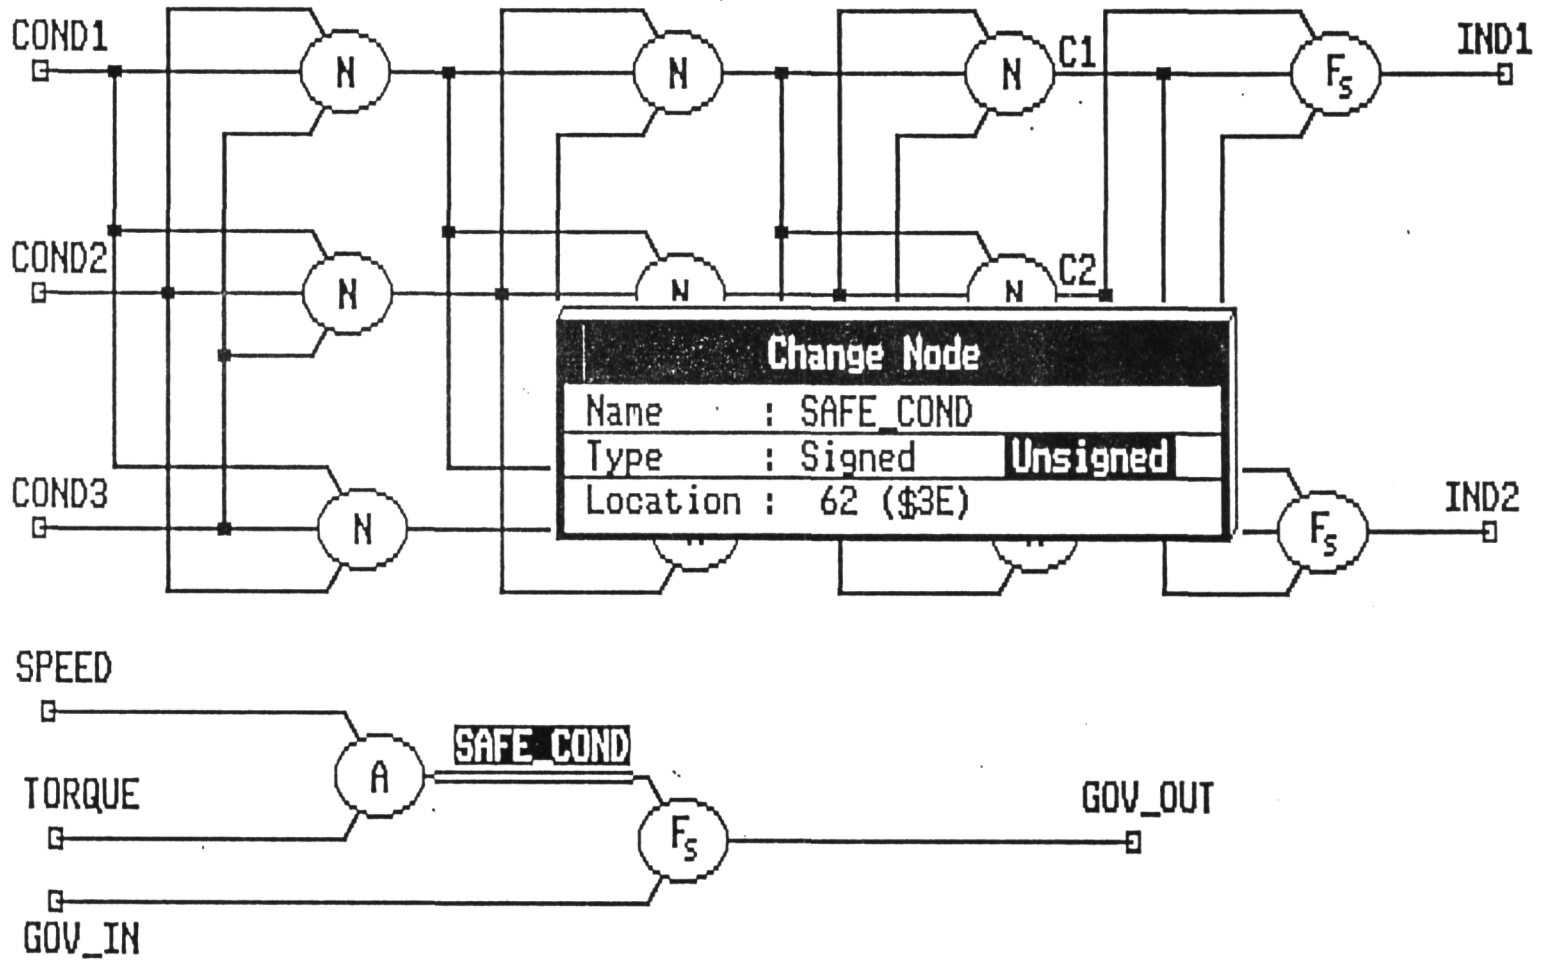 COND1
N
N
N
C1
Fs
IND1
COND2
N
N
N
C2
Change Node
Name : SAFE_COND
Type : Signed Unsigned
Location : 62 ($3E)
COND3
N
Fs
IND2
SPEED
A
SAFE_COND
TORQUE
Fs
GOV_OUT
GOV_IN